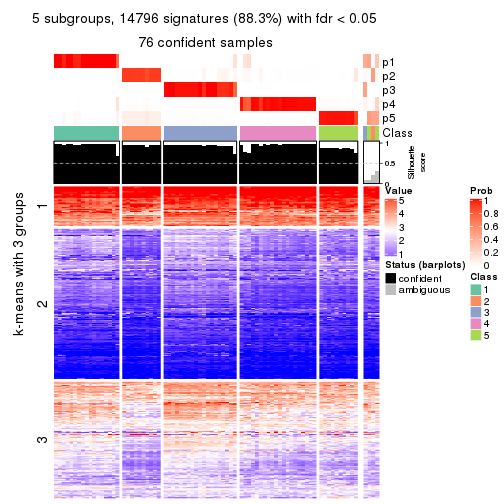 5 subgroups, 14796 signatures (88.3%) with fdr < 0.05
76 confident samples
p1
p2
p3
p4
p5
Class
1
0.5
0
Silhouette
score
k-means with 3 groups
1
2
3
Value
5
4
3
2
1
Status (barplots)
confident
ambiguous
Prob
1
0.8
0.6
0.4
0.2
0
Class
1
2
3
4
5